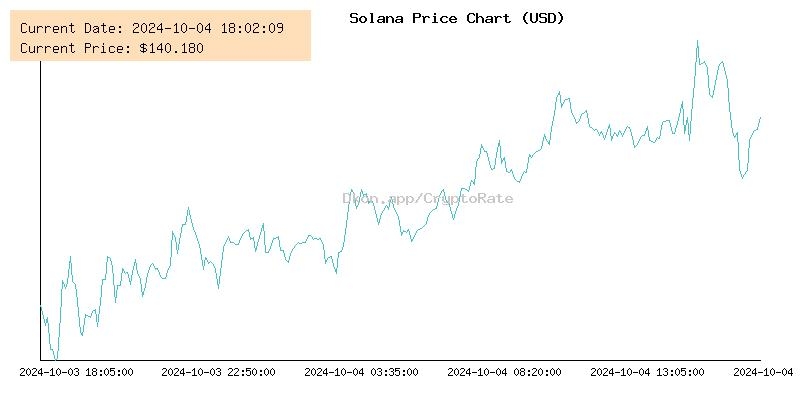 Solana Price Chart (USD)
Current Date: 2024-10-04 18:02:09
Current Price: $140.180
Dkon.app/CryptoRate
2024-10-03 18:05:00 2024-10-03 22:50:00 2024-10-04 03:35:00 2024-10-04 08:20:00 2024-10-04 13:05:00 2024-10-04